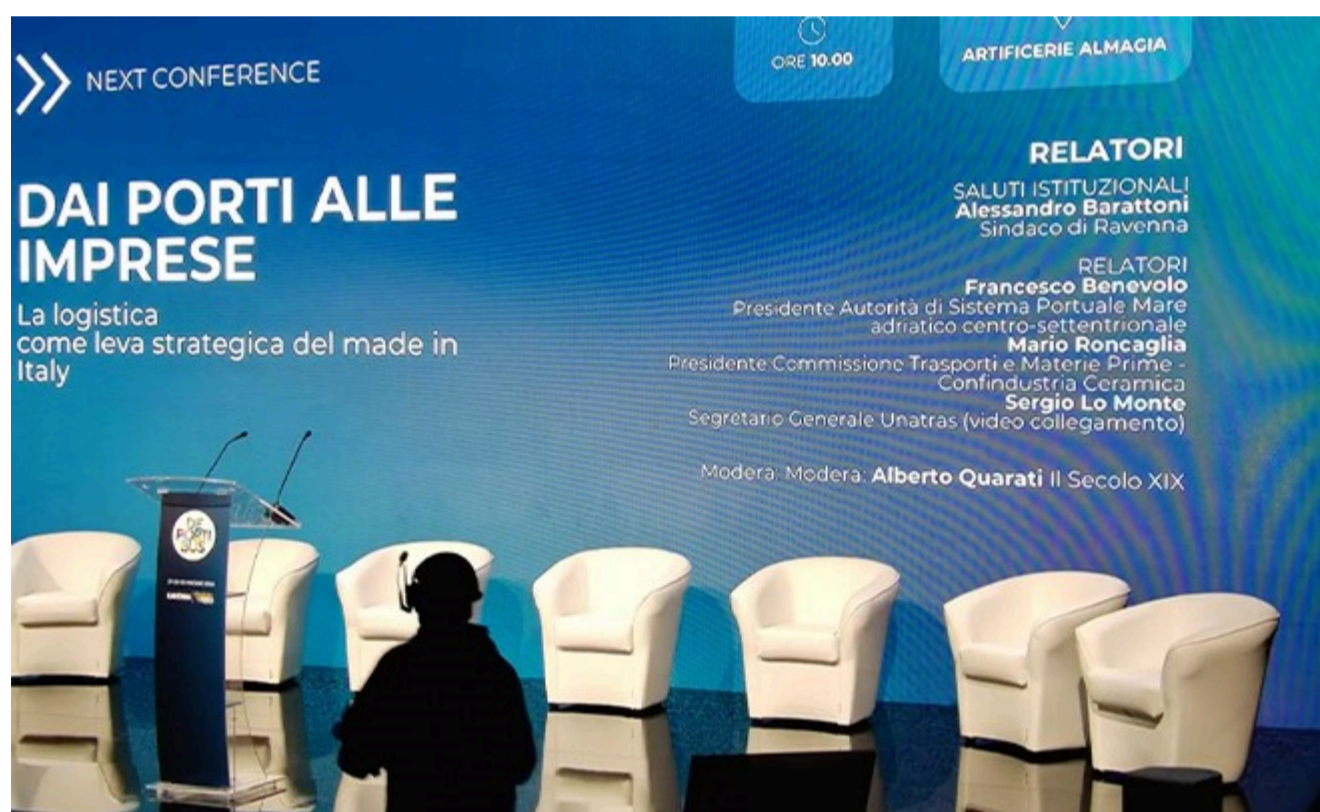 NEXT CONFERENCE
ORE 10.00
ARTIFICERIE ALMAGIA
DAI PORTI ALLE
IMPRESE
La logistica
come leva strategica del made in
Italy
RELATORI
SALUTI ISTITUZIONALI
Alessandro Barattoni
Sindaco di Ravenna
RELATORI
Francesco Benevolo
Presidente Autorità di Sistema Portuale Mare
adriatico centro-settentrionale
Mario Roncaglia
Presidente Commissione Trasporti e Materie Prime -
Confindustria Ceramica
Sergio Lo Monte
Segretario Generale Unatras (video collegamento)
Modera: Modera: Alberto Quarati Il Secolo XIX
DE
PORTI
BUS